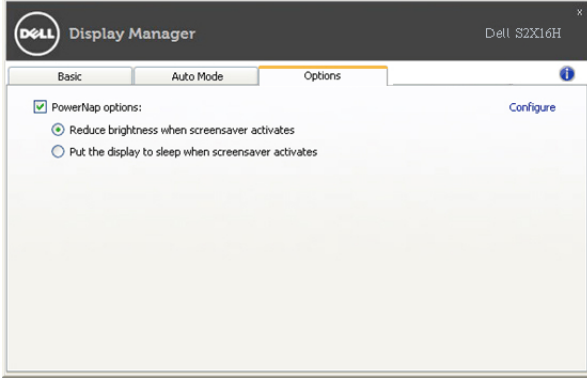 DELL Display Manager Dell S2X16H
x
Basic Auto Mode Options
PowerNap options: Configure
Reduce brightness when screensaver activates
Put the display to sleep when screensaver activates